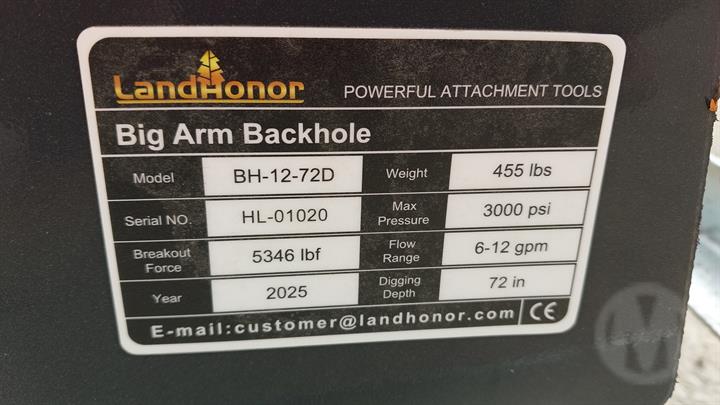 LandHonor POWERFUL ATTACHMENT TOOLS
Big Arm Backhole
Model BH-12-72D Weight 455 lbs
Serial NO. HL-01020 Max Pressure 3000 psi
Breakout Force 5346 lbf Flow Range 6-12 gpm
Year 2025 Digging Depth 72 in
E-mail:customer@landhonor.com CE